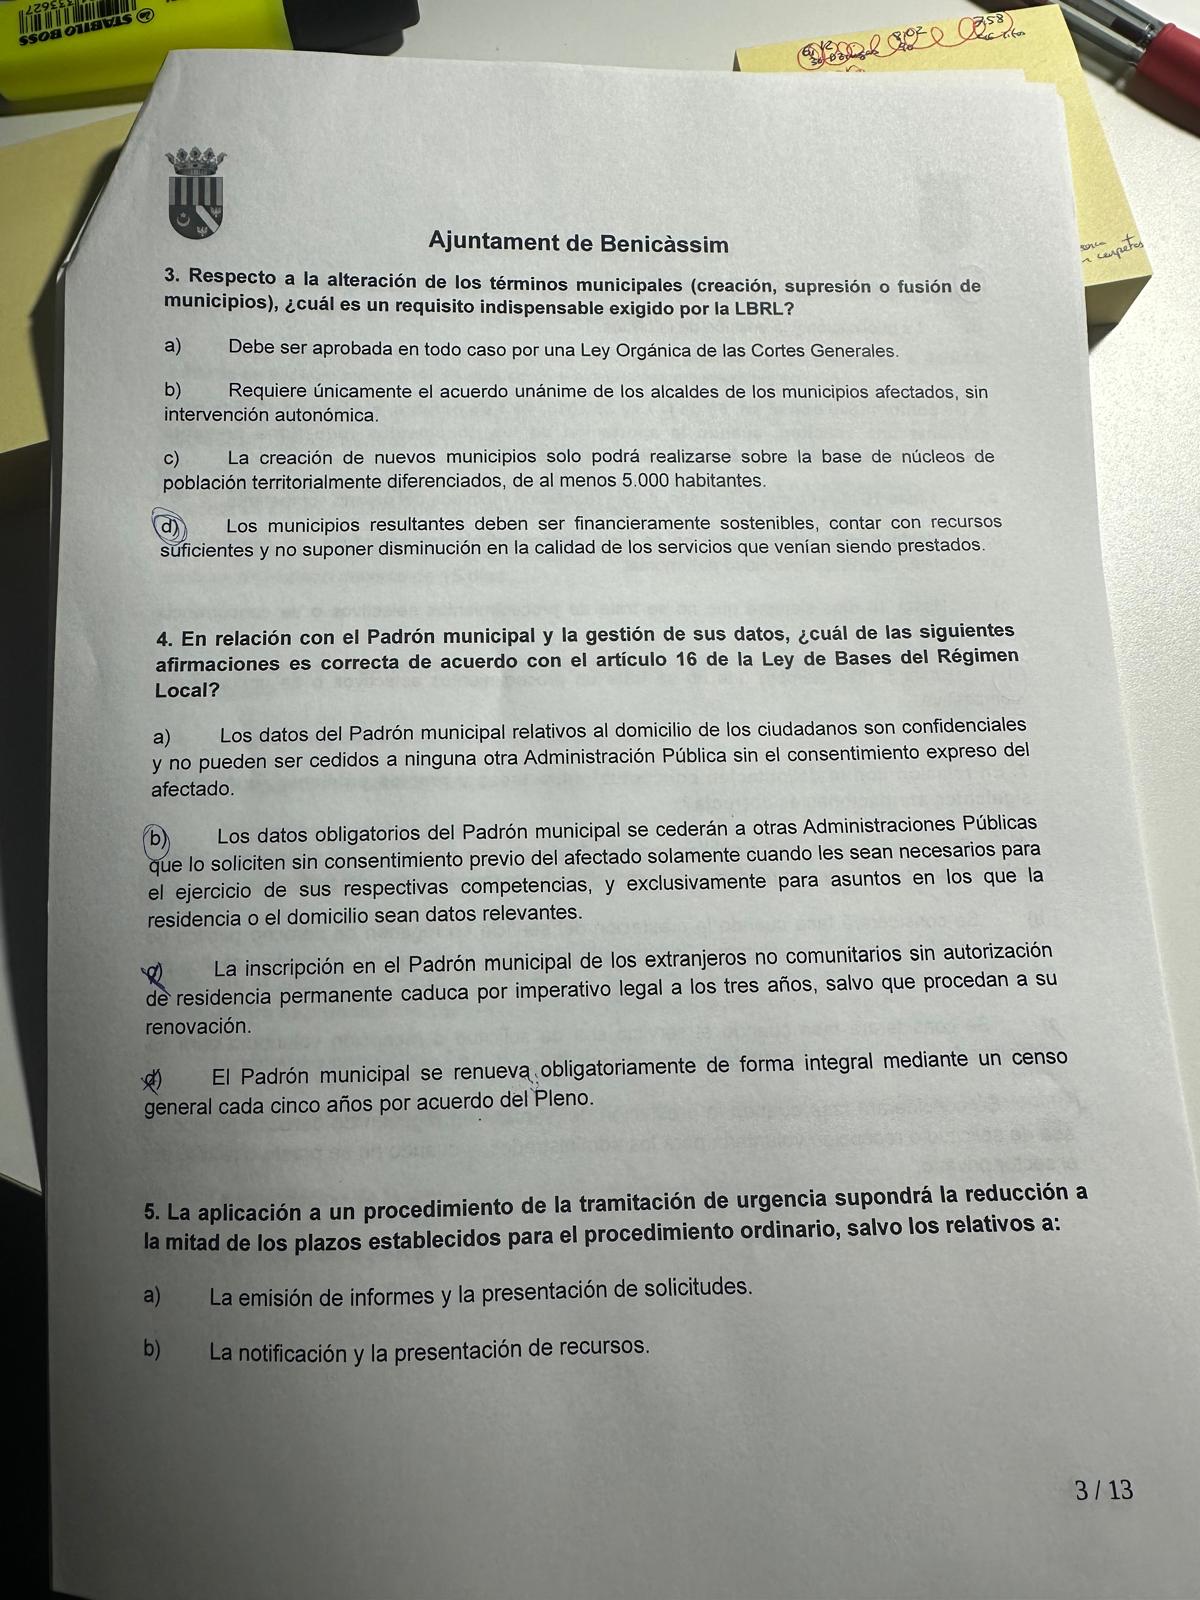 STABILO BOSS
8:02
7,58
Ajuntament de Benicàssim
3. Respecto a la alteración de los términos municipales (creación, supresión o fusión de
municipios), ¿cuál es un requisito indispensable exigido por la LBRL?
a) Debe ser aprobada en todo caso por una Ley Orgánica de las Cortes Generales.
b) Requiere únicamente el acuerdo unánime de los alcaldes de los municipios afectados, sin
intervención autonómica.
c) La creación de nuevos municipios solo podrá realizarse sobre la base de núcleos de
población territorialmente diferenciados, de al menos 5.000 habitantes.
d) Los municipios resultantes deben ser financieramente sostenibles, contar con recursos
suficientes y no suponer disminución en la calidad de los servicios que venían siendo prestados.
4. En relación con el Padrón municipal y la gestión de sus datos, ¿cuál de las siguientes
afirmaciones es correcta de acuerdo con el artículo 16 de la Ley de Bases del Régimen
Local?
a) Los datos del Padrón municipal relativos al domicilio de los ciudadanos son confidenciales
y no pueden ser cedidos a ninguna otra Administración Pública sin el consentimiento expreso del
afectado.
b) Los datos obligatorios del Padrón municipal se cederán a otras Administraciones Públicas
que lo soliciten sin consentimiento previo del afectado solamente cuando les sean necesarios para
el ejercicio de sus respectivas competencias, y exclusivamente para asuntos en los que la
residencia o el domicilio sean datos relevantes.
c) La inscripción en el Padrón municipal de los extranjeros no comunitarios sin autorización
de residencia permanente caduca por imperativo legal a los tres años, salvo que procedan a su
renovación.
d) El Padrón municipal se renueva obligatoriamente de forma integral mediante un censo
general cada cinco años por acuerdo del Pleno.
5. La aplicación a un procedimiento de la tramitación de urgencia supondrá la reducción a
la mitad de los plazos establecidos para el procedimiento ordinario, salvo los relativos a:
a) La emisión de informes y la presentación de solicitudes.
b) La notificación y la presentación de recursos.
3 / 13